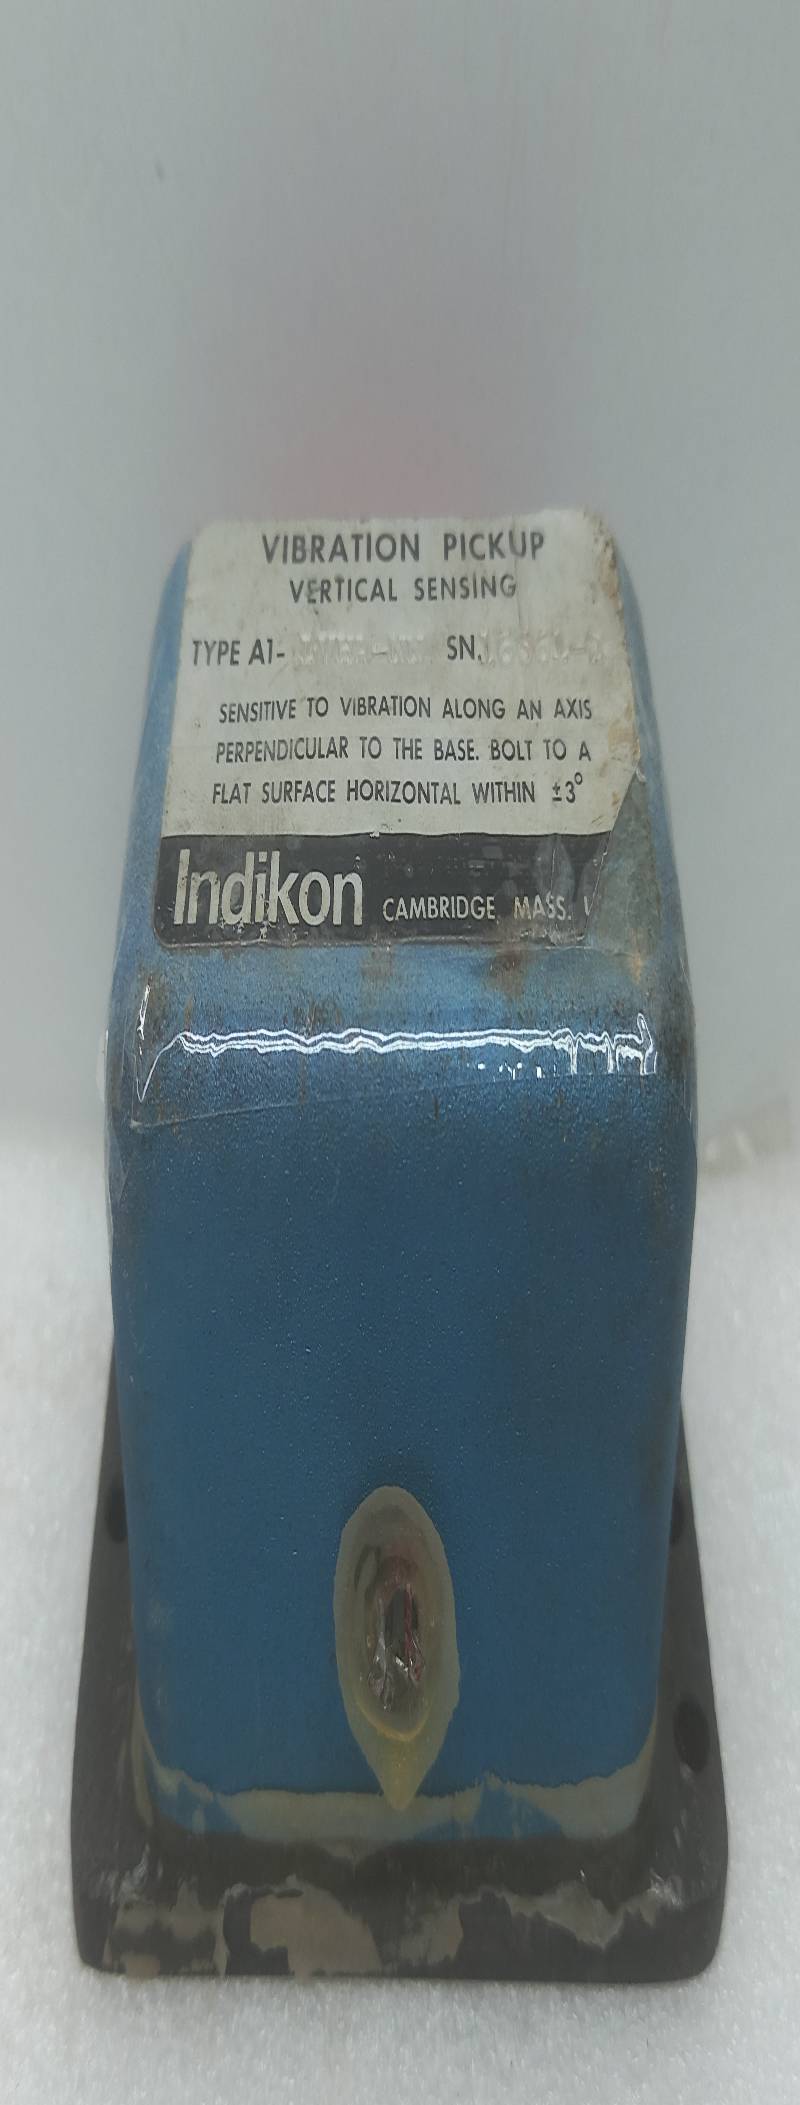 VIBRATION PICKUP
VERTICAL SENSING
TYPE A1- SN.
SENSITIVE TO VIBRATION ALONG AN AXIS
PERPENDICULAR TO THE BASE. BOLT TO A
FLAT SURFACE HORIZONTAL WITHIN ±3°
Indikon CAMBRIDGE MASS.